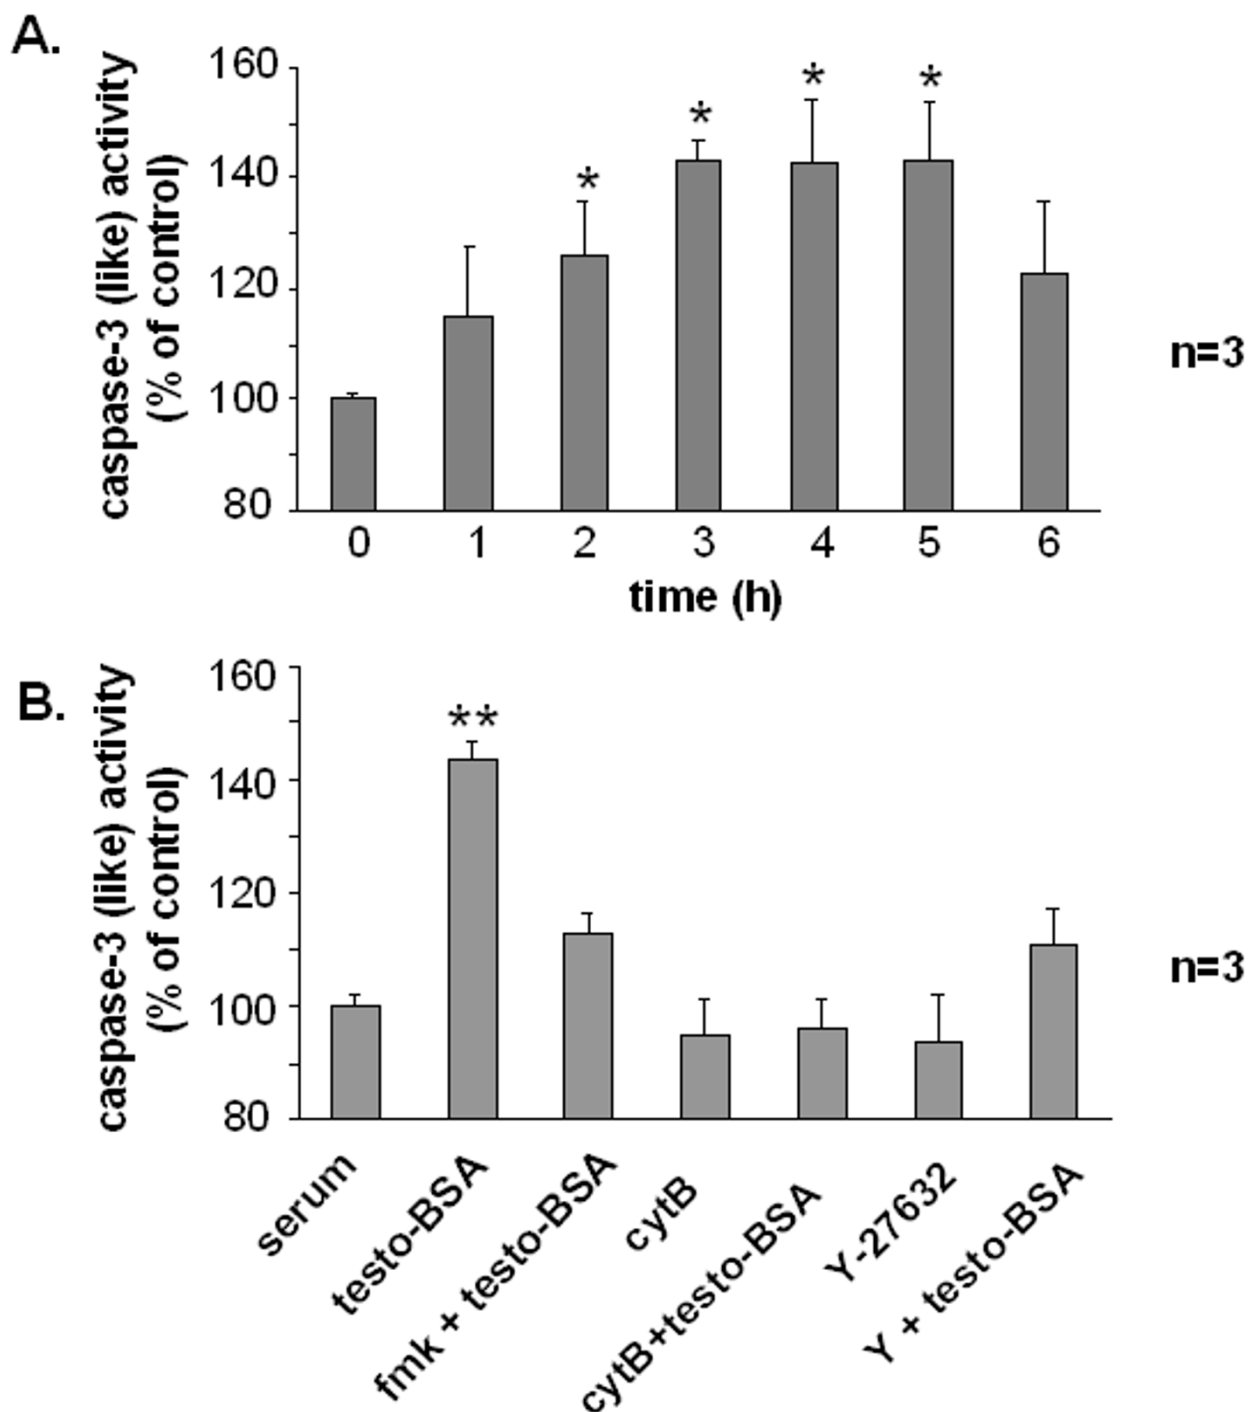 A.
caspase-3 (like) activity
(% of control)
160
140
120
100
80
*
*
*
*
0 1 2 3 4 5 6
time (h)
n=3
B.
caspase-3 (like) activity
(% of control)
160
140
120
100
80
**
serum
testo-BSA
fmk + testo-BSA
cytB
cytB+testo-BSA
Y-27632
Y + testo-BSA
n=3